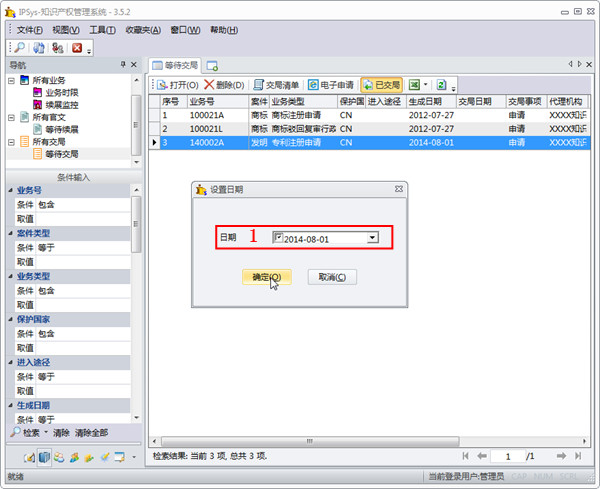 IPSys-知识产权管理系统 - 3.5.2
文件(F) 视图(V) 工具(T) 收藏夹(A) 窗口(W) 帮助(H)
导航
所有业务
业务时限
续展监控
所有官文
等待续展
所有交局
等待交局
条件输入
业务号
条件 包含
取值
案件类型
条件 等于
取值
业务类型
条件 包含
取值
保护国家
条件 包含
取值
进入途径
条件 等于
取值
生成日期
条件 等于
检索 清除 清除全部
等待交局
打开(O) 删除(D) 交局清单 电子申请 已交局
序号 业务号 案件 业务类型 保护国 进入途径 生成日期 交局日期 交局事项 代理机构
1 100021A 商标 商标注册申请 CN 2012-07-27 申请 XXXX知识
2 100021L 商标 商标驳回复审行政 CN 2012-07-27 申请 XXXX知识
3 140002A 发明 专利注册申请 CN 2014-08-01 申请 XXXX知识
设置日期
日期 1 2014-08-01
确定(O) 取消(C)
检索结果: 当前 3 项, 总共 3 项.
1 /1
就绪
当前登录用户:管理员 CAP NUM SCRL